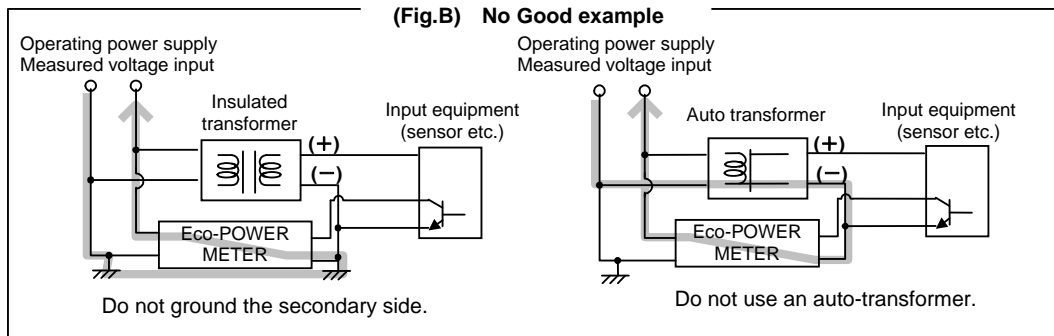 (Fig.B) No Good example
Operating power supply
Measured voltage input
Insulated
transformer
Input equipment
(sensor etc.)
(+)
(−)
Eco-POWER
METER
Do not ground the secondary side.
Operating power supply
Measured voltage input
Auto transformer
Input equipment
(sensor etc.)
(+)
(−)
Eco-POWER
METER
Do not use an auto-transformer.